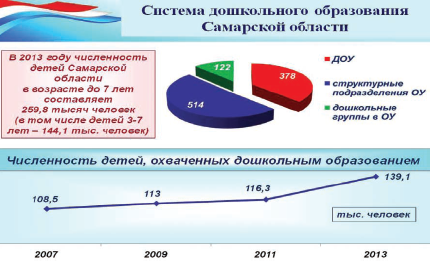 Система дошкольного образования
Самарской области
В 2013 году численность
детей Самарской
области
в возрасте до 7 лет
составляет
259,8 тысяч человек
(в том числе детей 3-7
лет – 144,1 тыс. человек)
122
378
514
ДОУ
структурные
подразделения ОУ
дошкольные
группы в ОУ
Численность детей, охваченных дошкольным образованием
108,5
113
116,3
139,1
тыс. человек
2007
2009
2011
2013